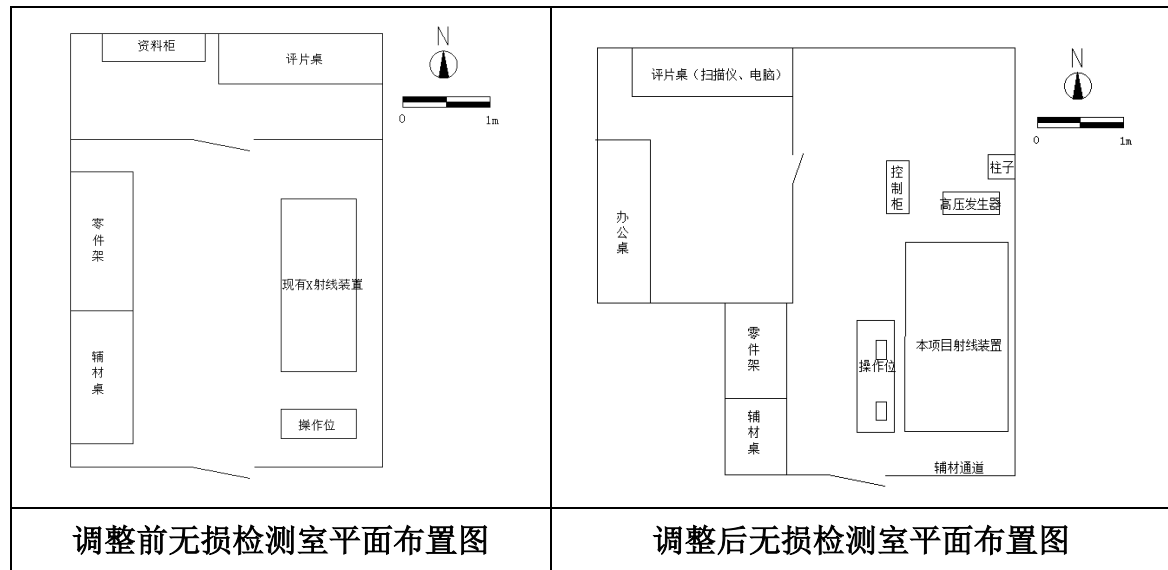 资料柜
评片桌
N
0
1m
零件架
现有X射线装置
辅材桌
操作位
调整前无损检测室平面布置图
评片桌（扫描仪、电脑）
N
0
1m
控制柜
柱子
高压发生器
办公桌
零件架
本项目射线装置
操作位
辅材桌
辅材通道
调整后无损检测室平面布置图